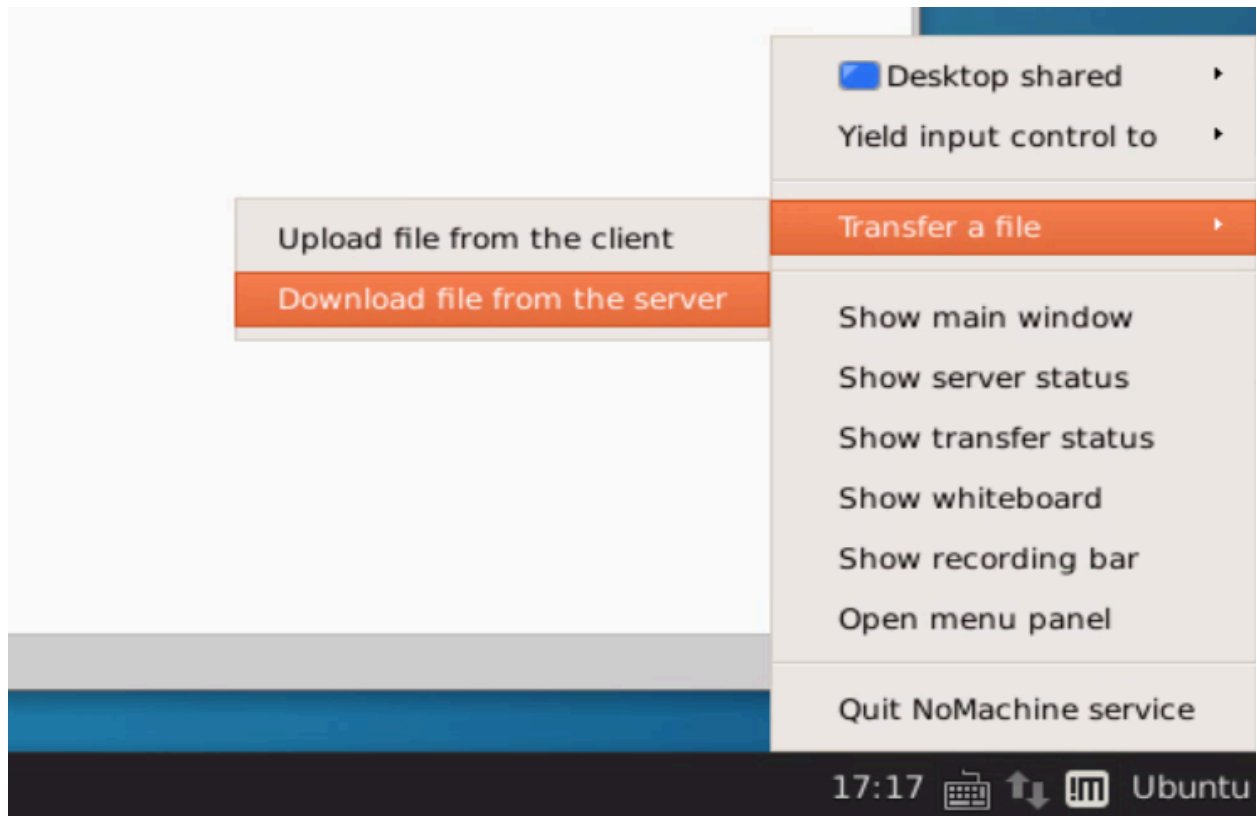 Desktop shared
Yield input control to
Transfer a file
Upload file from the client
Download file from the server
Show main window
Show server status
Show transfer status
Show whiteboard
Show recording bar
Open menu panel
Quit NoMachine service
17:17 !M Ubuntu